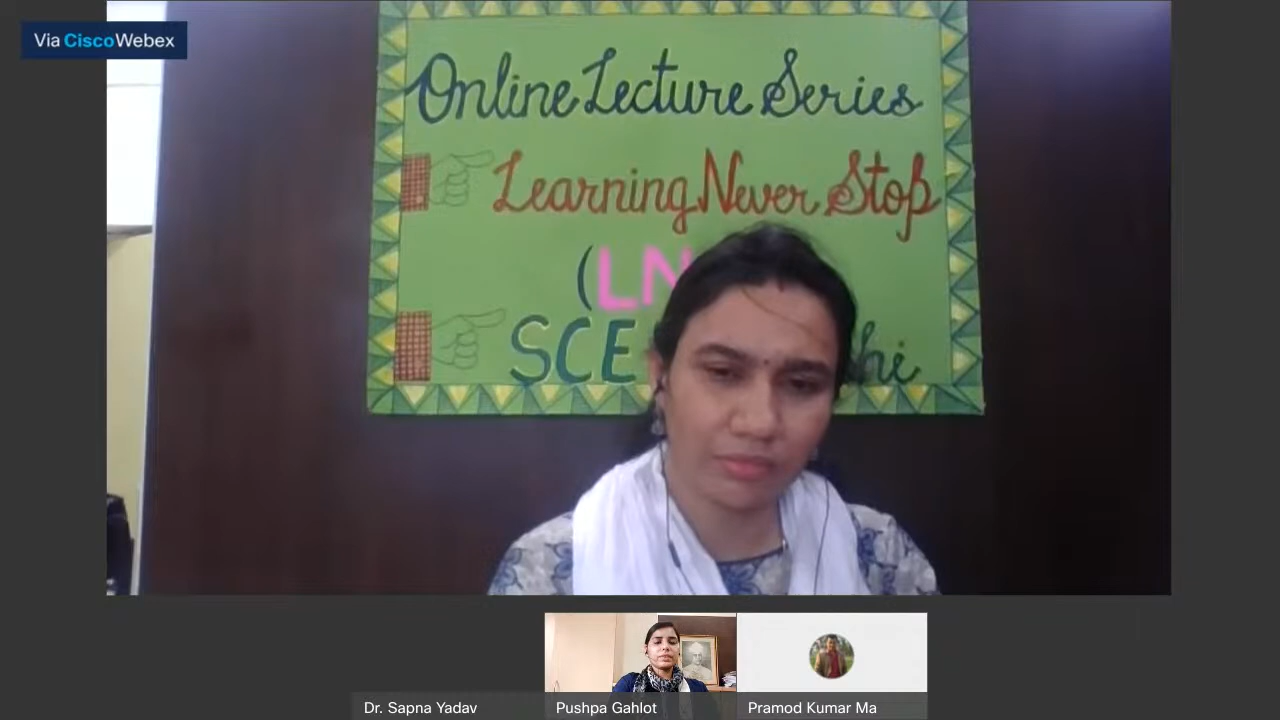 Via CiscoWebex
Online Lecture Series
Learning Never Stop
(LN
SCE hi
Dr. Sapna Yadav
Pushpa Gahlot
Pramod Kumar Ma